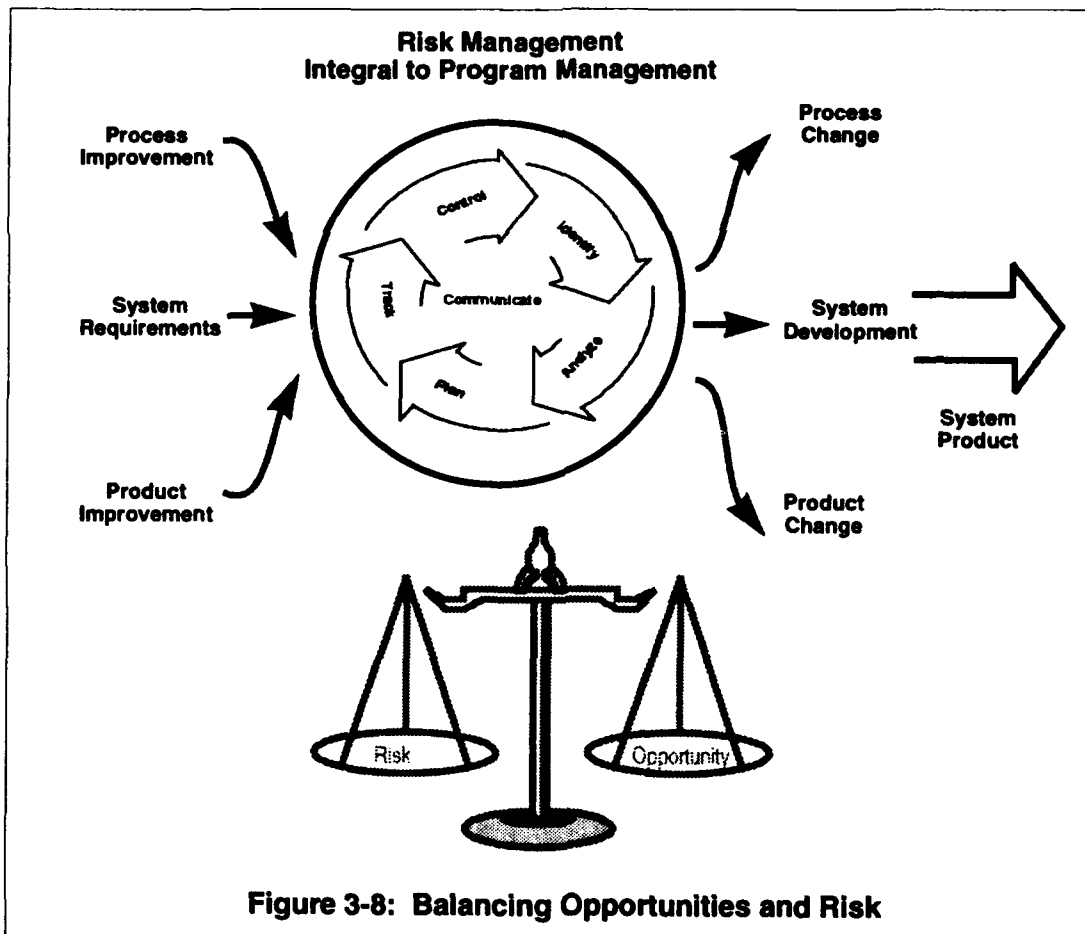 Risk Management
Integral to Program Management
Process
Improvement
System
Requirements
Product
Improvement
Control
Identify
Track
Communicate
Analyze
Plan
Process
Change
System
Development
System
Product
Product
Change
Risk
Opportunity
Figure 3-8: Balancing Opportunities and Risk